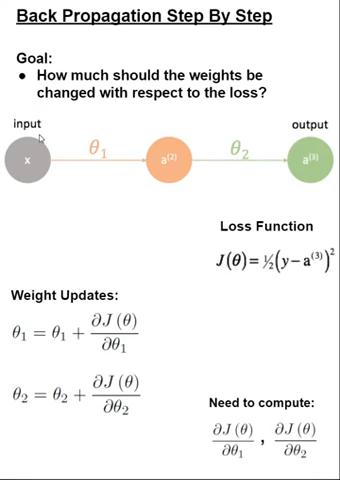 Back Propagation Step By Step
Goal:
● How much should the weights be
changed with respect to the loss?
input
output
θ₁
θ₂
x
a⁽²⁾
a⁽³⁾
Loss Function
J(θ) = ½(y − a⁽³⁾)²
Weight Updates:
θ₁ = θ₁ + ∂J(θ)/∂θ₁
θ₂ = θ₂ + ∂J(θ)/∂θ₂
Need to compute:
∂J(θ)/∂θ₁ , ∂J(θ)/∂θ₂